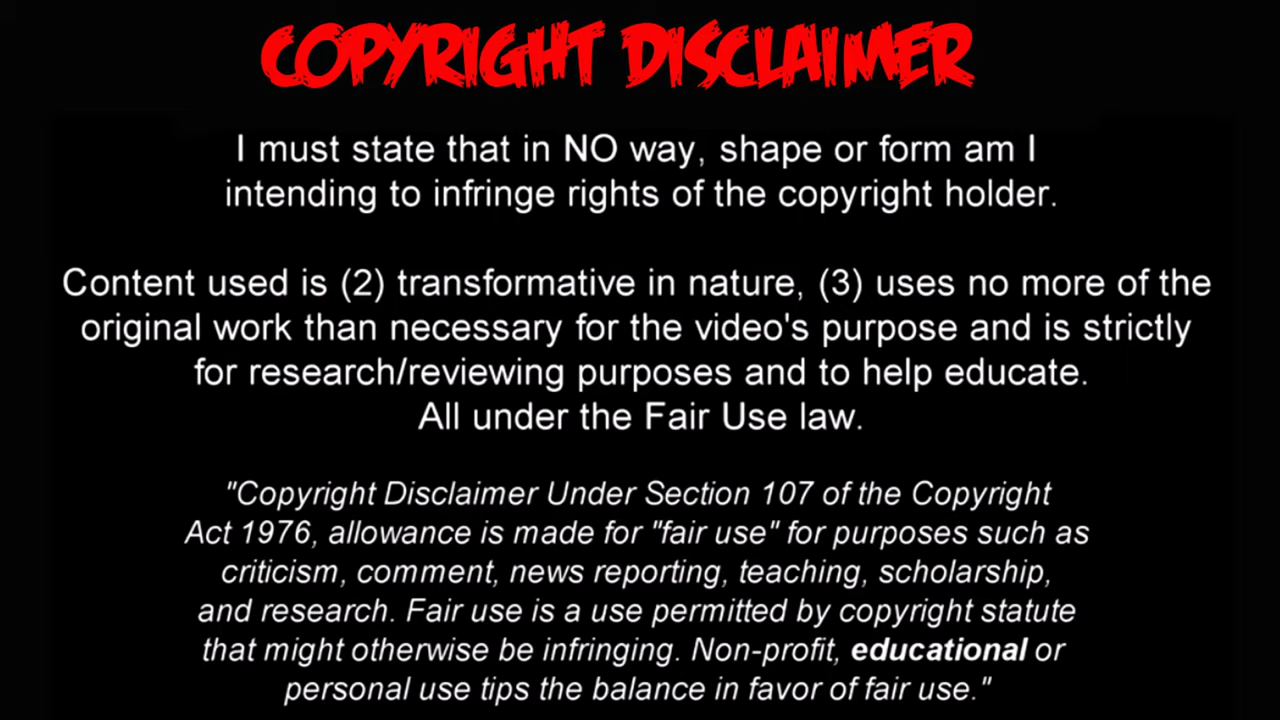 COPYRIGHT DISCLAIMER
I must state that in NO way, shape or form am I
intending to infringe rights of the copyright holder.
Content used is (2) transformative in nature, (3) uses no more of the
original work than necessary for the video's purpose and is strictly
for research/reviewing purposes and to help educate.
All under the Fair Use law.
"Copyright Disclaimer Under Section 107 of the Copyright
Act 1976, allowance is made for "fair use" for purposes such as
criticism, comment, news reporting, teaching, scholarship,
and research. Fair use is a use permitted by copyright statute
that might otherwise be infringing. Non-profit, educational or
personal use tips the balance in favor of fair use."